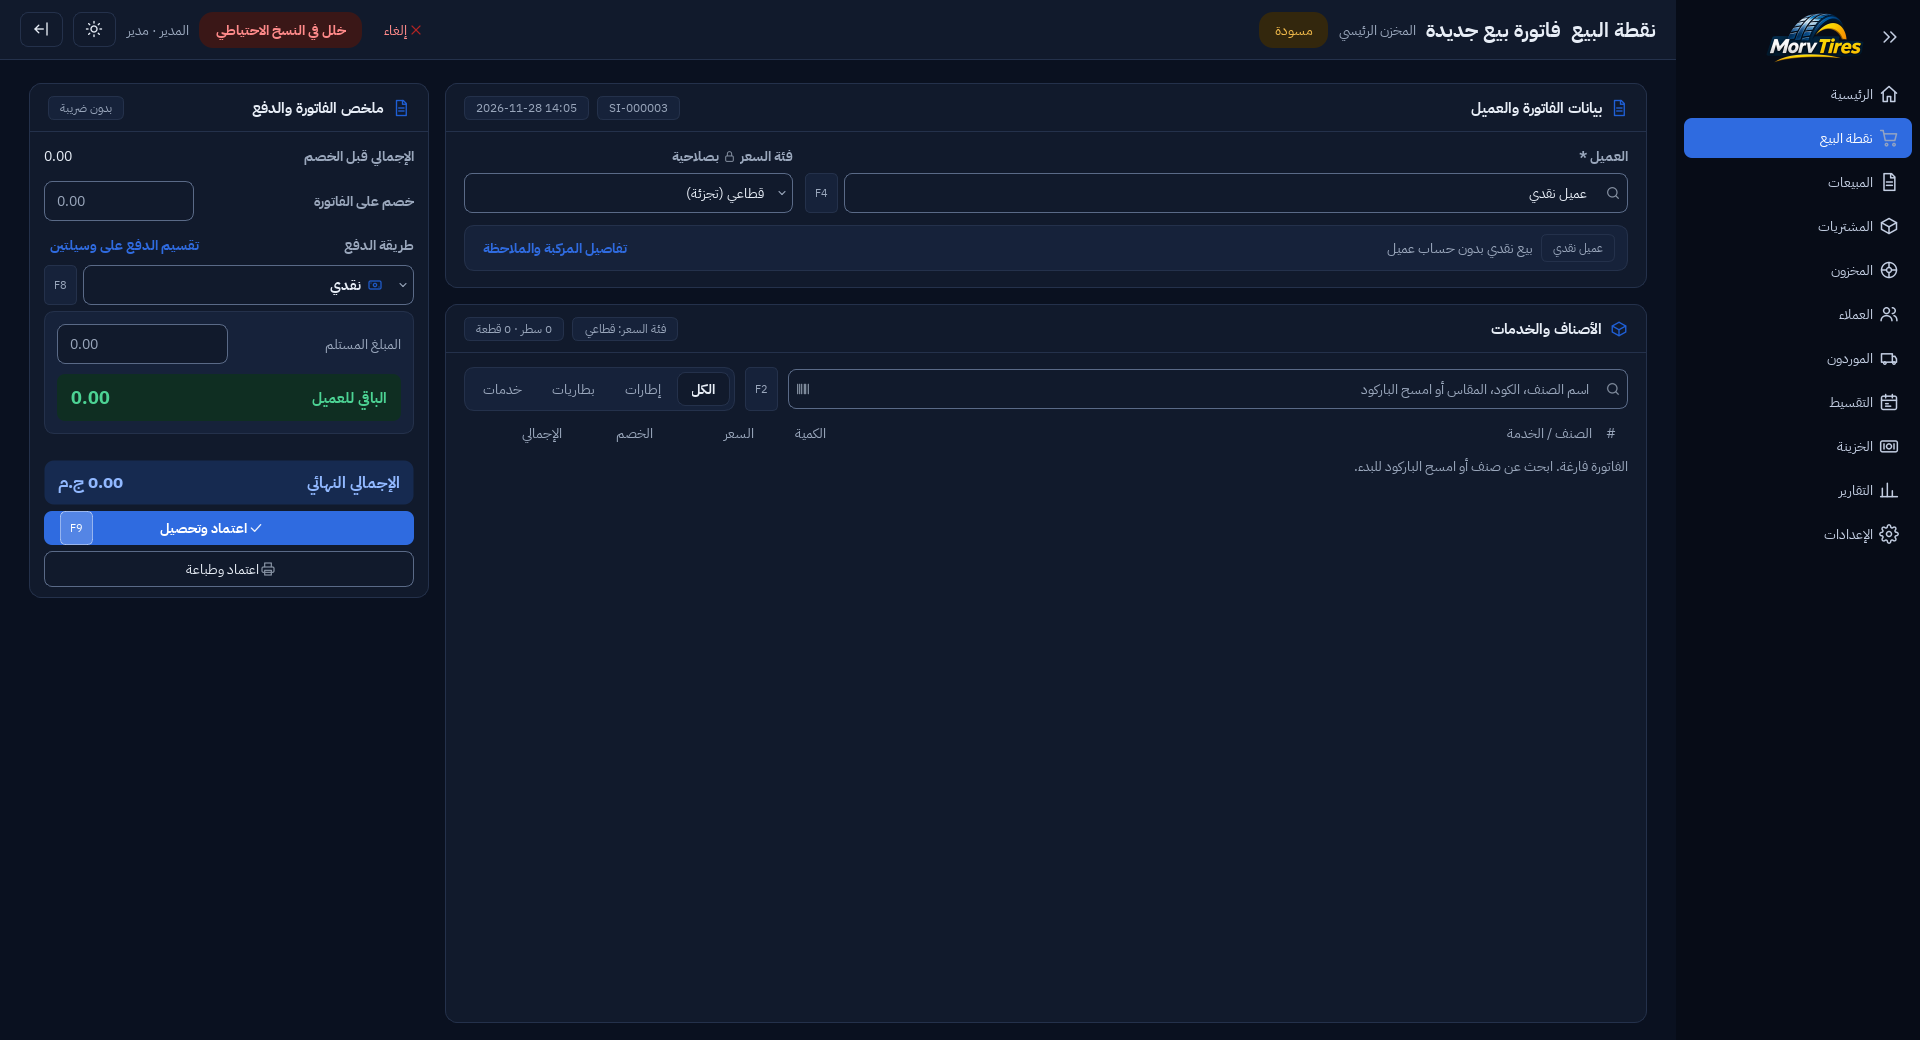 MorvTires
الرئيسية
نقطة البيع
المبيعات
المشتريات
المخزون
العملاء
الموردون
التقسيط
الخزينة
التقارير
الإعدادات
نقطة البيع فاتورة بيع جديدة المخزن الرئيسي مسودة
إلغاء خلل في النسخ الاحتياطي المدير · مدير
بيانات الفاتورة والعميل SI-000003 2026-11-28 14:05
العميل * فئة السعر بصلاحية
عميل نقدي F4 قطاعي (تجزئة)
عميل نقدي بيع نقدي بدون حساب عميل تفاصيل المركبة والملاحظة
الأصناف والخدمات فئة السعر: قطاعي 0 سطر · 0 قطعة
اسم الصنف، الكود، المقاس أو امسح الباركود F2 الكل إطارات بطاريات خدمات
# الصنف / الخدمة الكمية السعر الخصم الإجمالي
الفاتورة فارغة. ابحث عن صنف أو امسح الباركود للبدء.
ملخص الفاتورة والدفع بدون ضريبة
الإجمالي قبل الخصم 0.00
خصم على الفاتورة 0.00
طريقة الدفع تقسيم الدفع على وسيلتين
نقدي F8
المبلغ المستلم 0.00
الباقي للعميل 0.00
الإجمالي النهائي 0.00 ج.م
اعتماد وتحصيل F9
اعتماد وطباعة